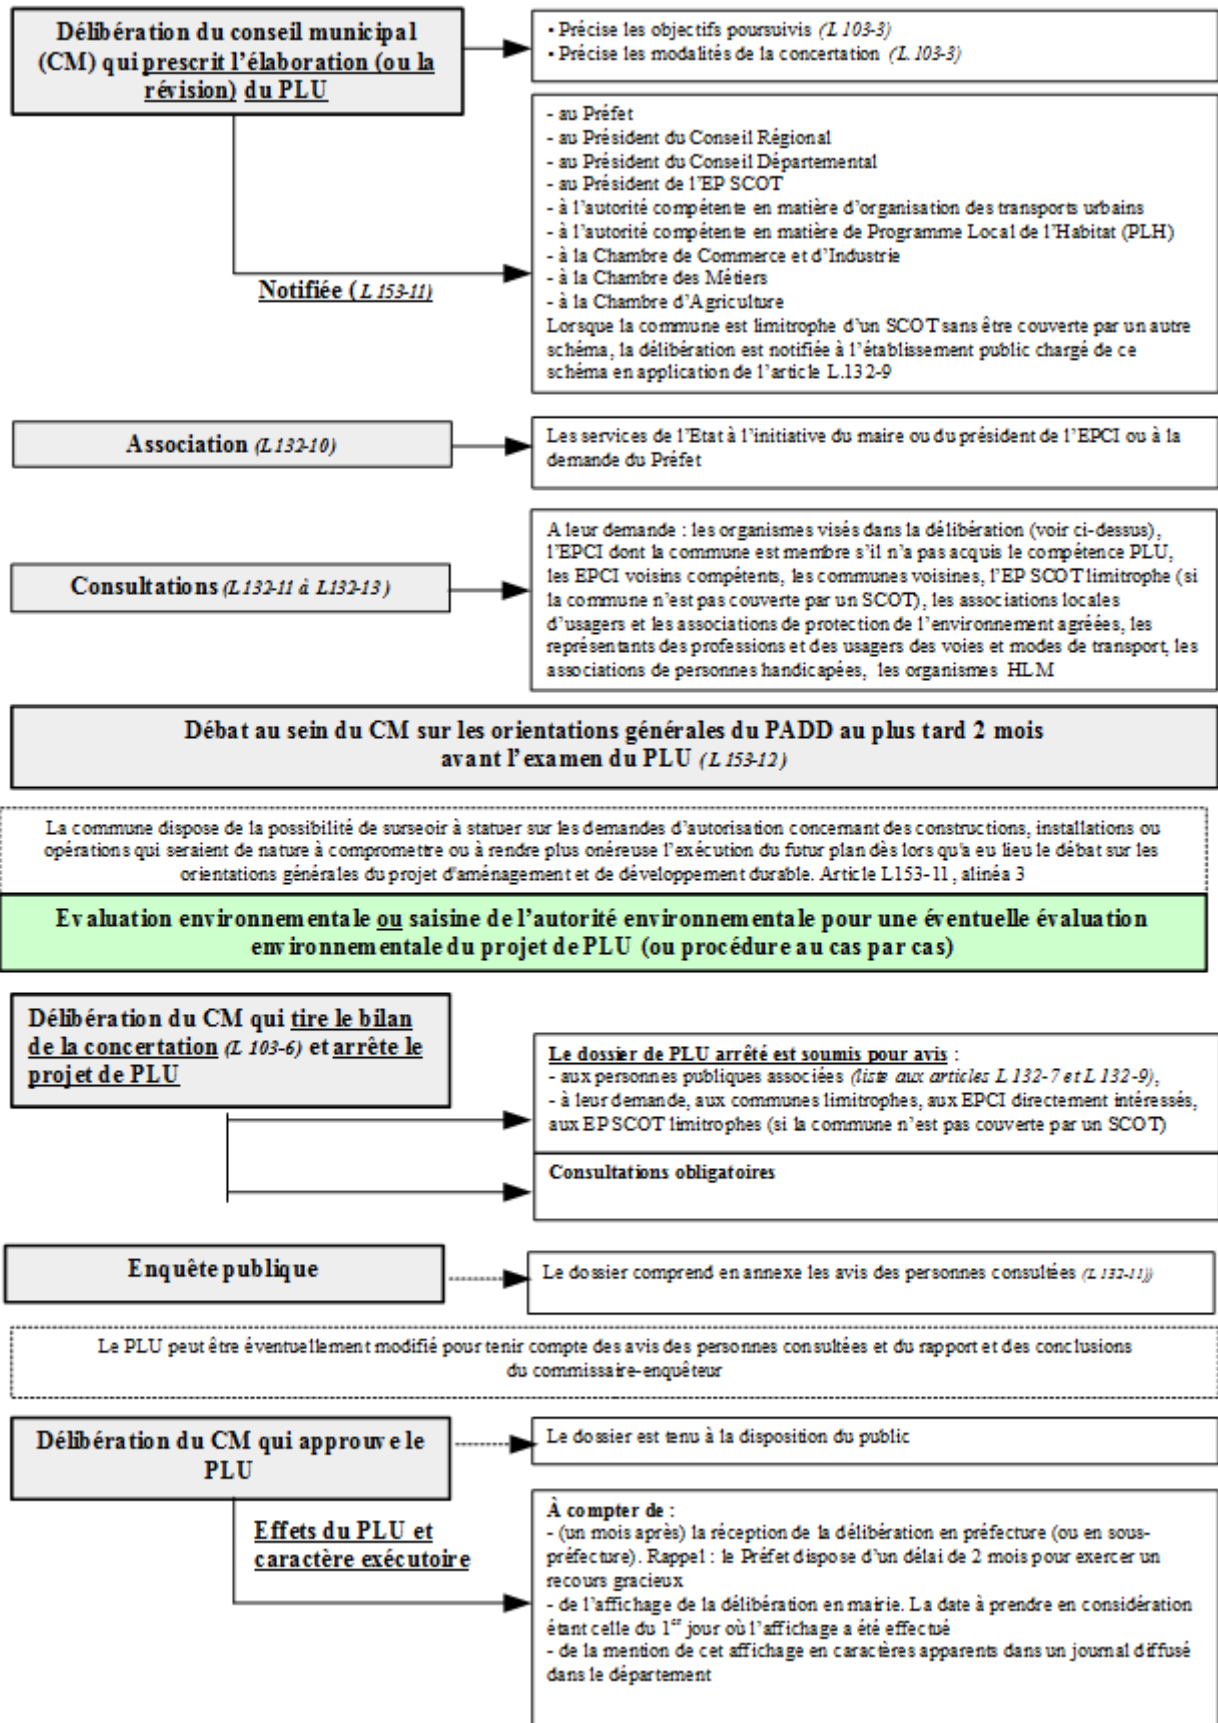 Délibération du conseil municipal
(CM) qui prescrit l'élaboration (ou la
révision) du PLU
• Précise les objectifs poursuivis (L 103-3)
• Précise les modalités de la concertation (L. 103-3)
- au Préfet
- au Président du Conseil Régional
- au Président du Conseil Départemental
- au Président de l'EP SCOT
- à l'autorité compétente en matière d'organisation des transports urbains
- à l'autorité compétente en matière de Programme Local de l'Habitat (PLH)
- à la Chambre de Commerce et d'Industrie
- à la Chambre des Métiers
- à la Chambre d'Agriculture
Lorsque la commune est limitrophe d'un SCOT sans être couverte par un autre
schéma, la délibération est notifiée à l'établissement public chargé de ce
schéma en application de l'article L.132-9
Notifiée ( L 153-11)
Association (L132-10)
Les services de l'Etat à l'initiative du maire ou du président de l'EPCI ou à la
demande du Préfet
Consultations (L132-11 à L132-13)
A leur demande : les organismes visés dans la délibération (voir ci-dessus),
l'EPCI dont la commune est membre s'il n'a pas acquis le compétence PLU,
les EPCI voisins compétents, les communes voisines, l'EP SCOT limitrophe (si
la commune n'est pas couverte par un SCOT), les associations locales
d'usagers et les associations de protection de l'environnement agréées, les
représentants des professions et des usagers des voies et modes de transport, les
associations de personnes handicapées, les organismes HLM
Débat au sein du CM sur les orientations générales du PADD au plus tard 2 mois
avant l'examen du PLU (L 153-12)
La commune dispose de la possibilité de surseoir à statuer sur les demandes d'autorisation concernant des constructions, installations ou
opérations qui seraient de nature à compromettre ou à rendre plus onéreuse l'exécution du futur plan dès lors qu'a eu lieu le débat sur les
orientations générales du projet d'aménagement et de développement durable. Article L153-11, alinéa 3
Evaluation environnementale ou saisine de l'autorité environnementale pour une éventuelle évaluation
environnementale du projet de PLU (ou procédure au cas par cas)
Délibération du CM qui tire le bilan
de la concertation (L 103-6) et arrête le
projet de PLU
Le dossier de PLU arrêté est soumis pour avis :
- aux personnes publiques associées (liste aux articles L 132-7 et L 132-9),
- à leur demande, aux communes limitrophes, aux EPCI directement intéressés,
aux EP SCOT limitrophes (si la commune n'est pas couverte par un SCOT)
Consultations obligatoires
Enquête publique
Le dossier comprend en annexe les avis des personnes consultées (L 132-11))
Le PLU peut être éventuellement modifié pour tenir compte des avis des personnes consultées et du rapport et des conclusions
du commissaire-enquêteur
Délibération du CM qui approuve le
PLU
Le dossier est tenu à la disposition du public
Effets du PLU et
caractère exécutoire
À compter de :
- (un mois après) la réception de la délibération en préfecture (ou en sous-
préfecture). Rappel : le Préfet dispose d'un délai de 2 mois pour exercer un
recours gracieux
- de l'affichage de la délibération en mairie. La date à prendre en considération
étant celle du 1er jour où l'affichage a été effectué
- de la mention de cet affichage en caractères apparents dans un journal diffusé
dans le département